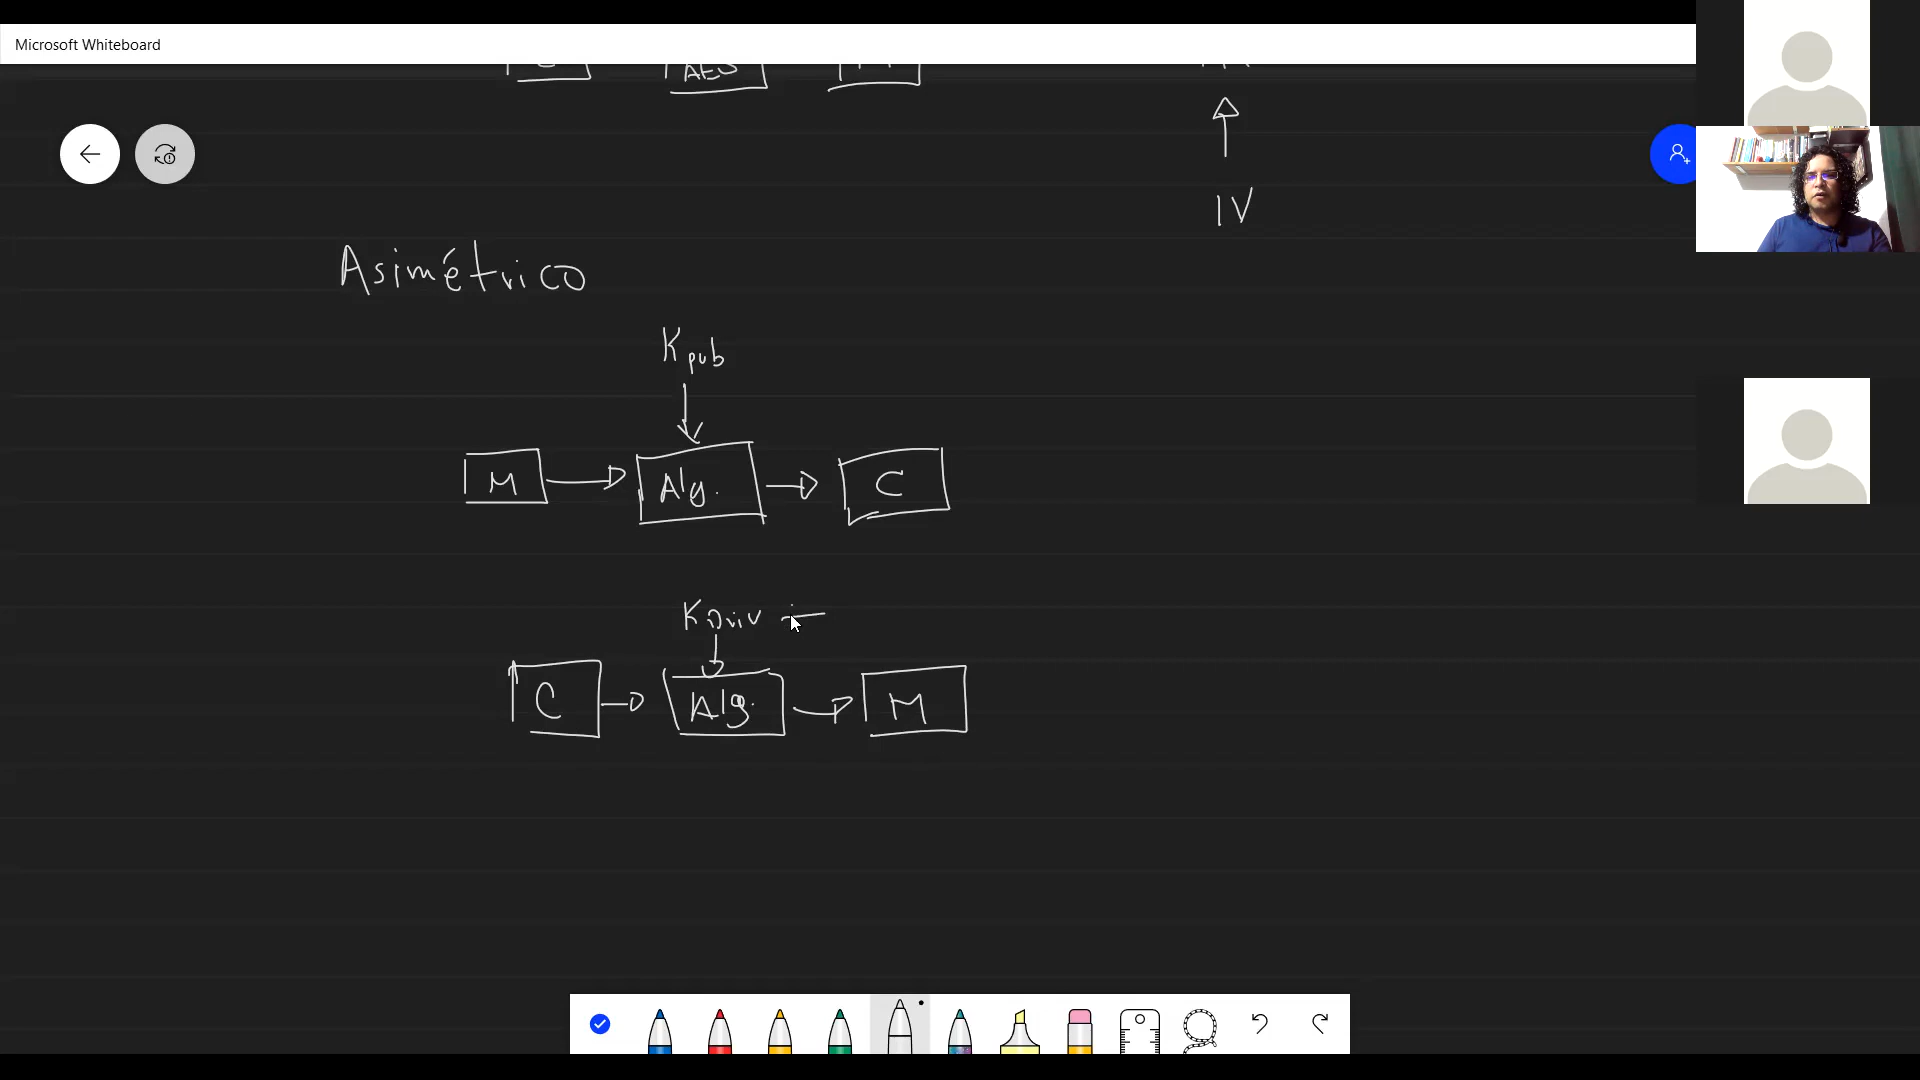 Microsoft Whiteboard
AES
IV
Asimétrico
Kpub
M Alg. C
Kpriv
C Alg. M